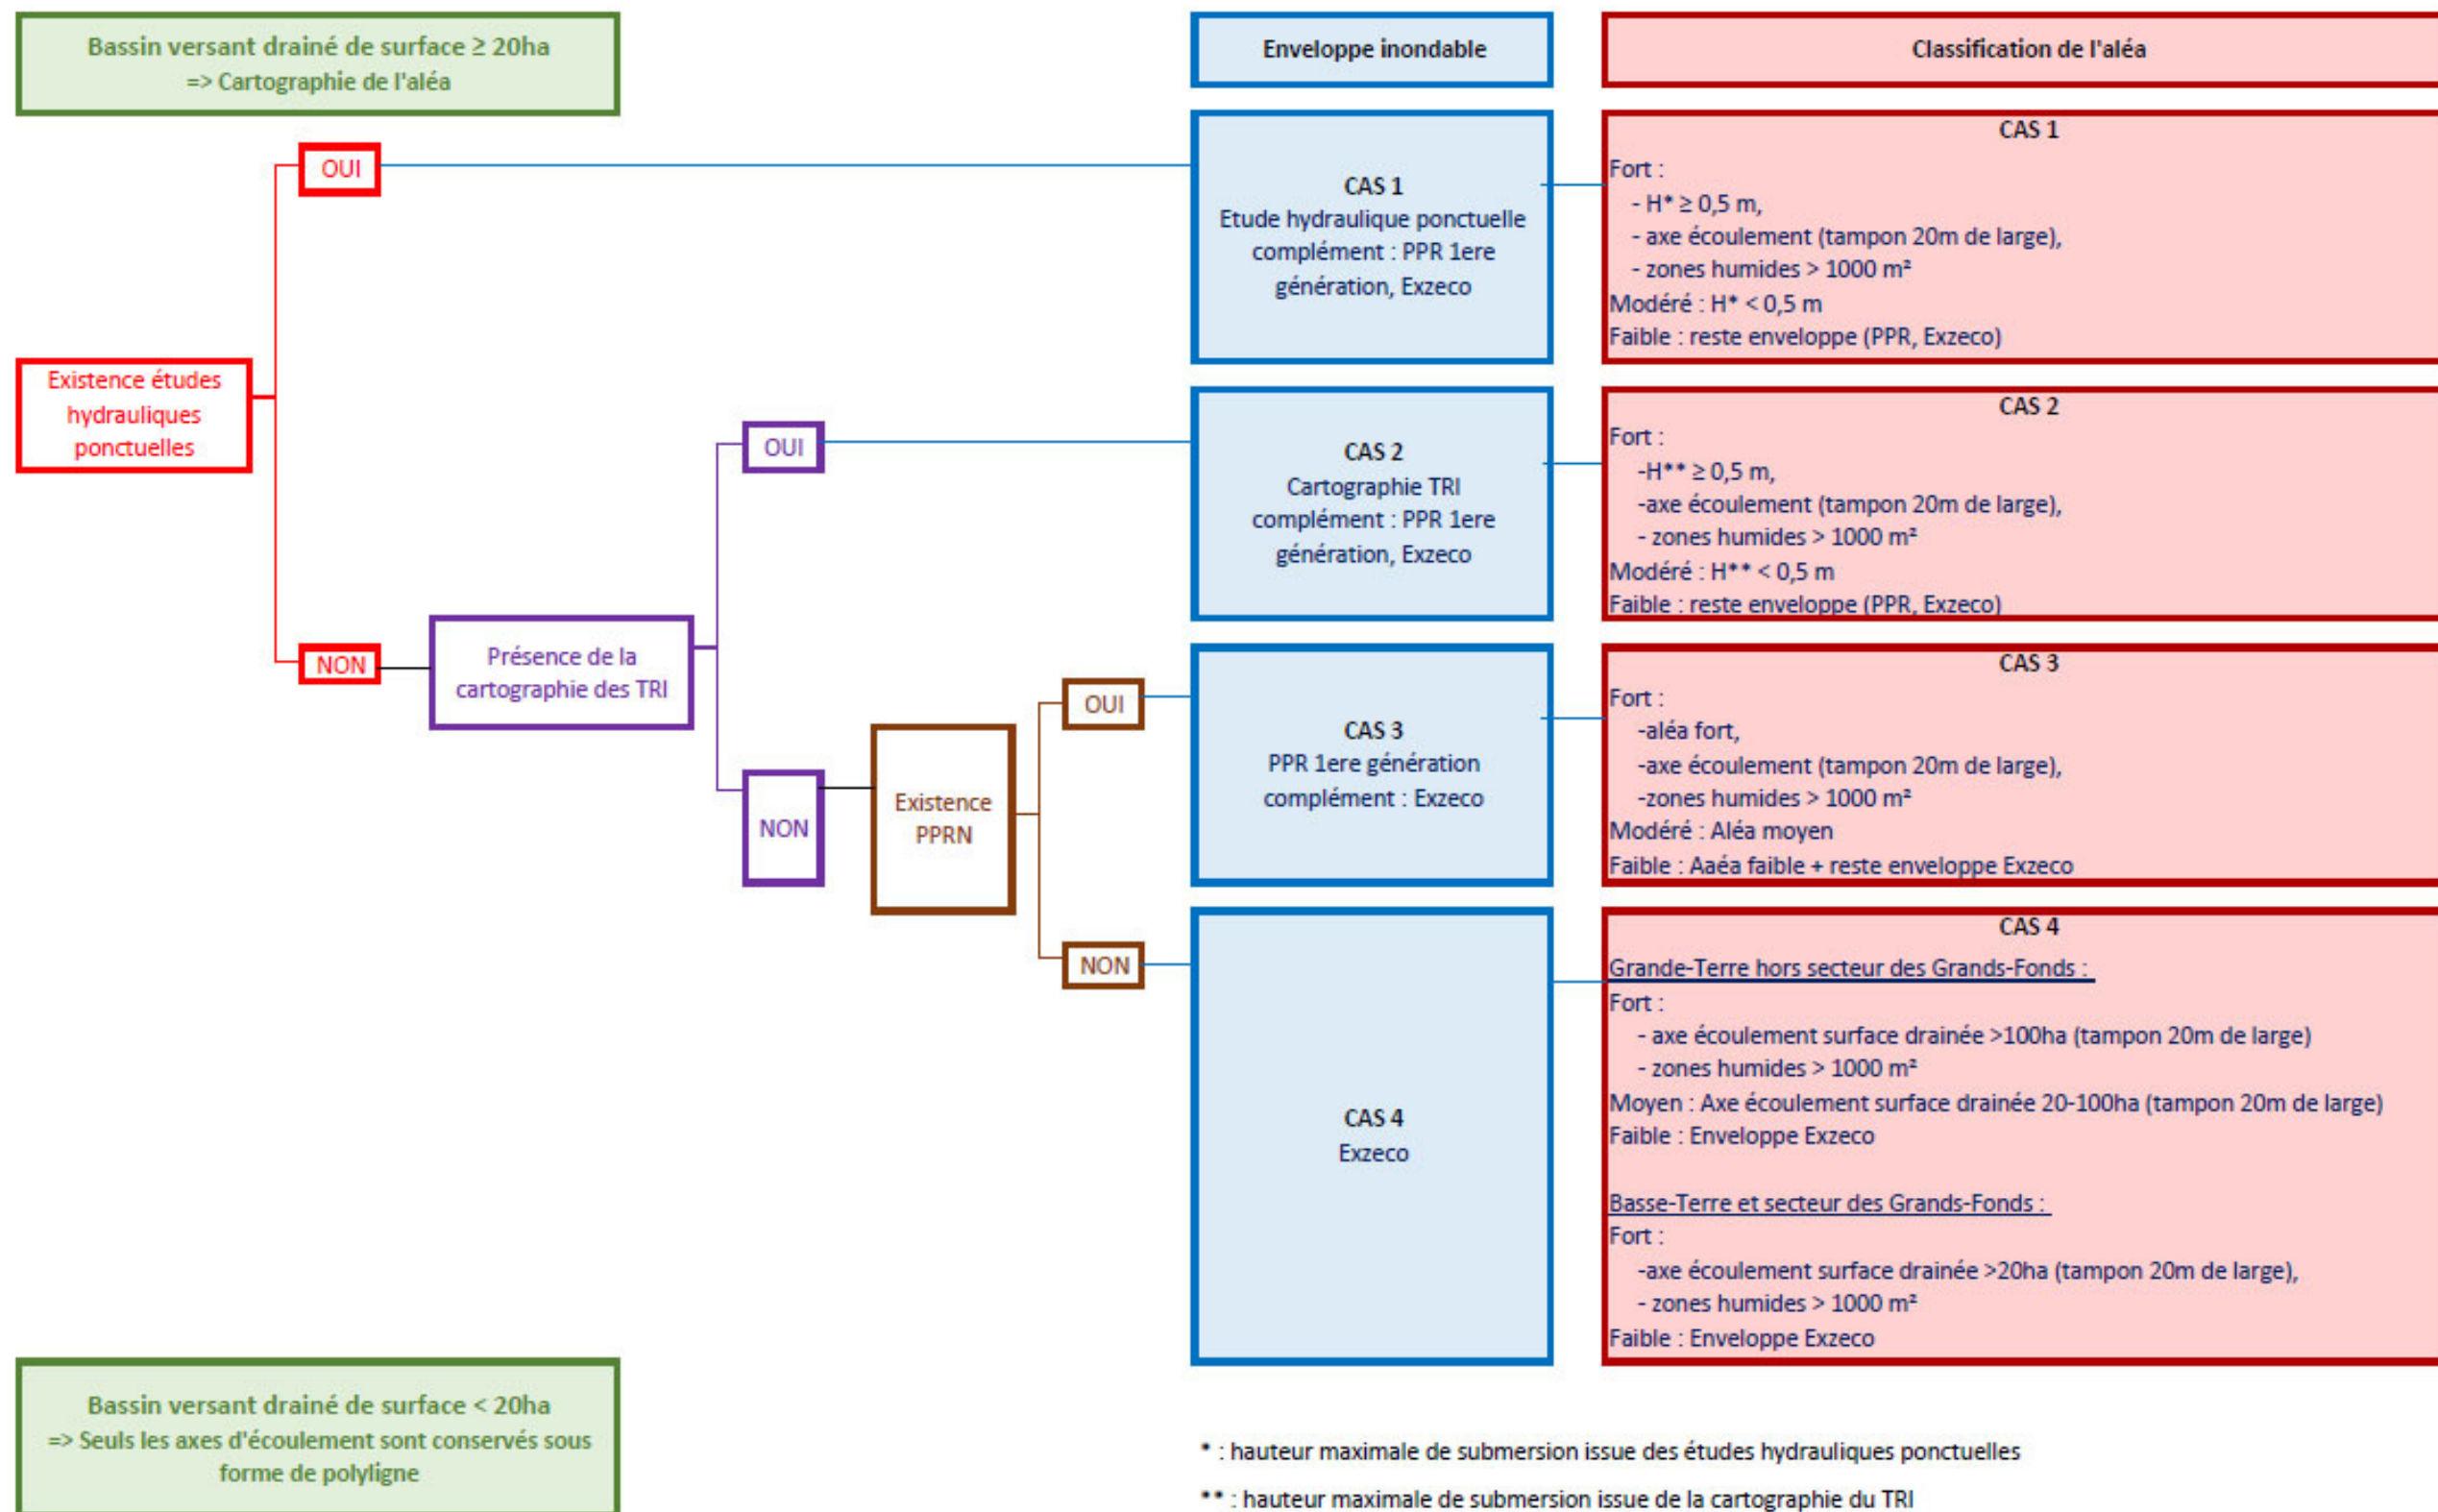 Bassin versant drainé de surface ≥ 20ha
=> Cartographie de l'aléa
Enveloppe inondable
Classification de l'aléa
OUI
CAS 1
Etude hydraulique ponctuelle
complément : PPR 1ere
génération, Exzeco
CAS 1
Fort :
- H* ≥ 0,5 m,
- axe écoulement (tampon 20m de large),
- zones humides > 1000 m²
Modéré : H* < 0,5 m
Faible : reste enveloppe (PPR, Exzeco)
Existence études
hydrauliques
ponctuelles
OUI
CAS 2
Cartographie TRI
complément : PPR 1ere
génération, Exzeco
CAS 2
Fort :
-H** ≥ 0,5 m,
-axe écoulement (tampon 20m de large),
- zones humides > 1000 m²
Modéré : H** < 0,5 m
Faible : reste enveloppe (PPR, Exzeco)
NON
Présence de la
cartographie des TRI
OUI
CAS 3
PPR 1ere génération
complément : Exzeco
CAS 3
Fort :
-aléa fort,
-axe écoulement (tampon 20m de large),
-zones humides > 1000 m²
Modéré : Aléa moyen
Faible : Aaéa faible + reste enveloppe Exzeco
NON
Existence
PPRN
NON
CAS 4
Exzeco
CAS 4
Grande-Terre hors secteur des Grands-Fonds :
Fort :
- axe écoulement surface drainée >100ha (tampon 20m de large)
- zones humides > 1000 m²
Moyen : Axe écoulement surface drainée 20-100ha (tampon 20m de large)
Faible : Enveloppe Exzeco
Basse-Terre et secteur des Grands-Fonds :
Fort :
-axe écoulement surface drainée >20ha (tampon 20m de large),
- zones humides > 1000 m²
Faible : Enveloppe Exzeco
Bassin versant drainé de surface < 20ha
=> Seuls les axes d'écoulement sont conservés sous
forme de polyligne
* : hauteur maximale de submersion issue des études hydrauliques ponctuelles
** : hauteur maximale de submersion issue de la cartographie du TRI